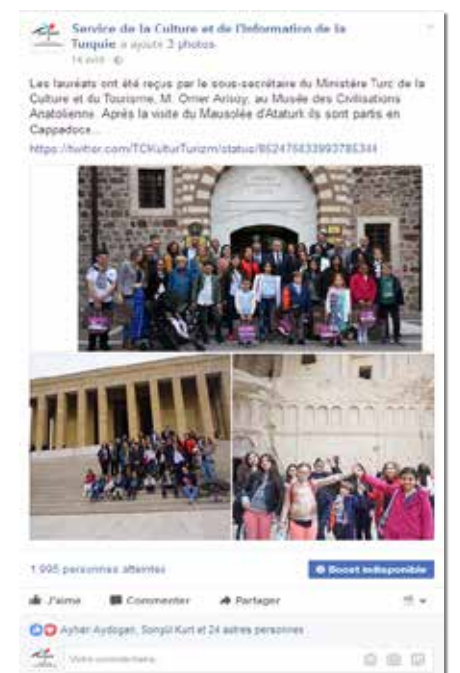 Service de la Culture et de l'Information de la
Turquie a ajouté 3 photos.
14 avril
Les lauréats ont été reçus par le sous-secrétaire du Ministère Turc de la
Culture et du Tourisme, M. Ömer Arisoy, au Musée des Civilisations
Anatolienne. Après la visite du Mausolée d'Ataturk ils sont partis en
Cappadoce...
1 995 personnes atteintes
Boost indisponible
J'aime Commenter Partager
Ayhan Aydogan, Songül Kurt et 24 autres personnes
Votre commentaire...